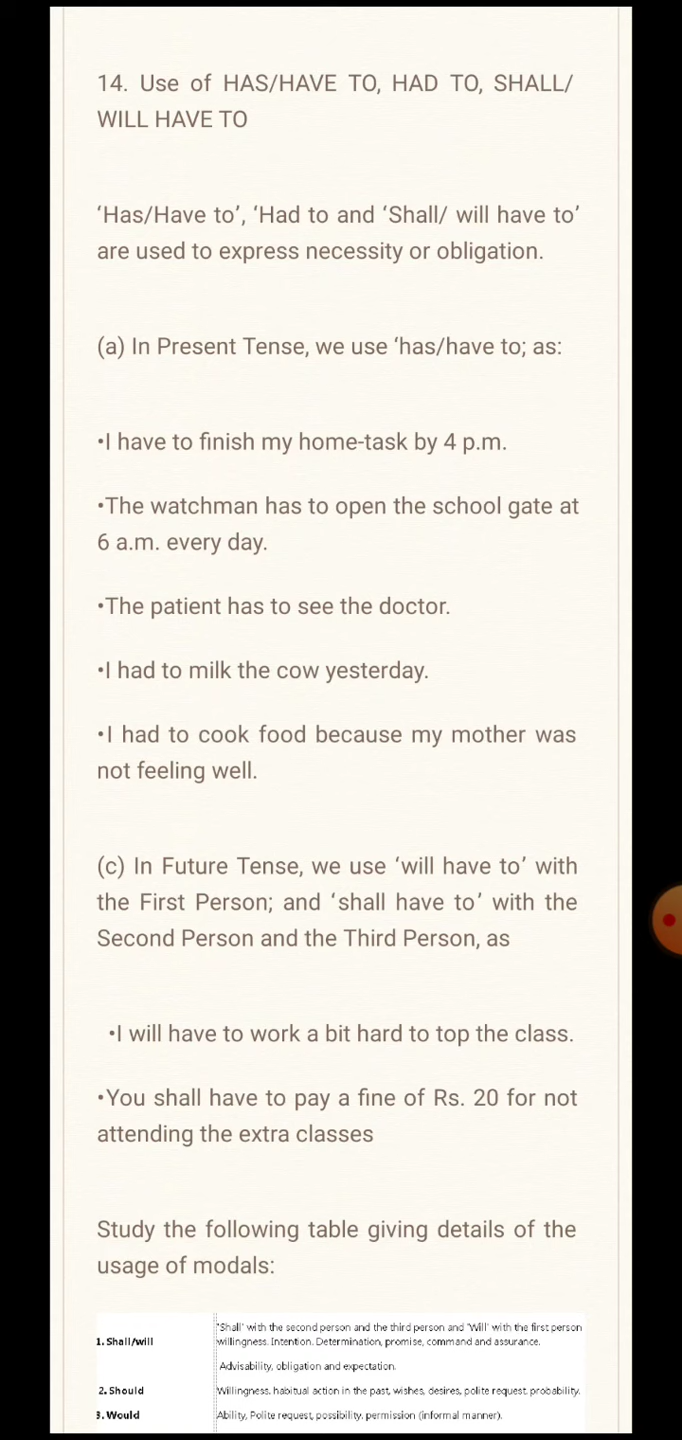 14. Use of HAS/HAVE TO, HAD TO, SHALL/
WILL HAVE TO
‘Has/Have to’, ‘Had to and ‘Shall/ will have to’
are used to express necessity or obligation.
(a) In Present Tense, we use ‘has/have to; as:
•I have to finish my home-task by 4 p.m.
•The watchman has to open the school gate at
6 a.m. every day.
•The patient has to see the doctor.
•I had to milk the cow yesterday.
•I had to cook food because my mother was
not feeling well.
(c) In Future Tense, we use ‘will have to’ with
the First Person; and ‘shall have to’ with the
Second Person and the Third Person, as
•I will have to work a bit hard to top the class.
•You shall have to pay a fine of Rs. 20 for not
attending the extra classes
Study the following table giving details of the
usage of modals:
'Shall' with the second person and the third person and 'Will' with the first person
1. Shall/will willingness. Intention. Determination, promise, command and assurance.
Advisability, obligation and expectation.
2. Should Willingness, habitual action in the past, wishes, desires, polite request, probability.
3. Would Ability, Polite request, possibility, permission (informal manner).